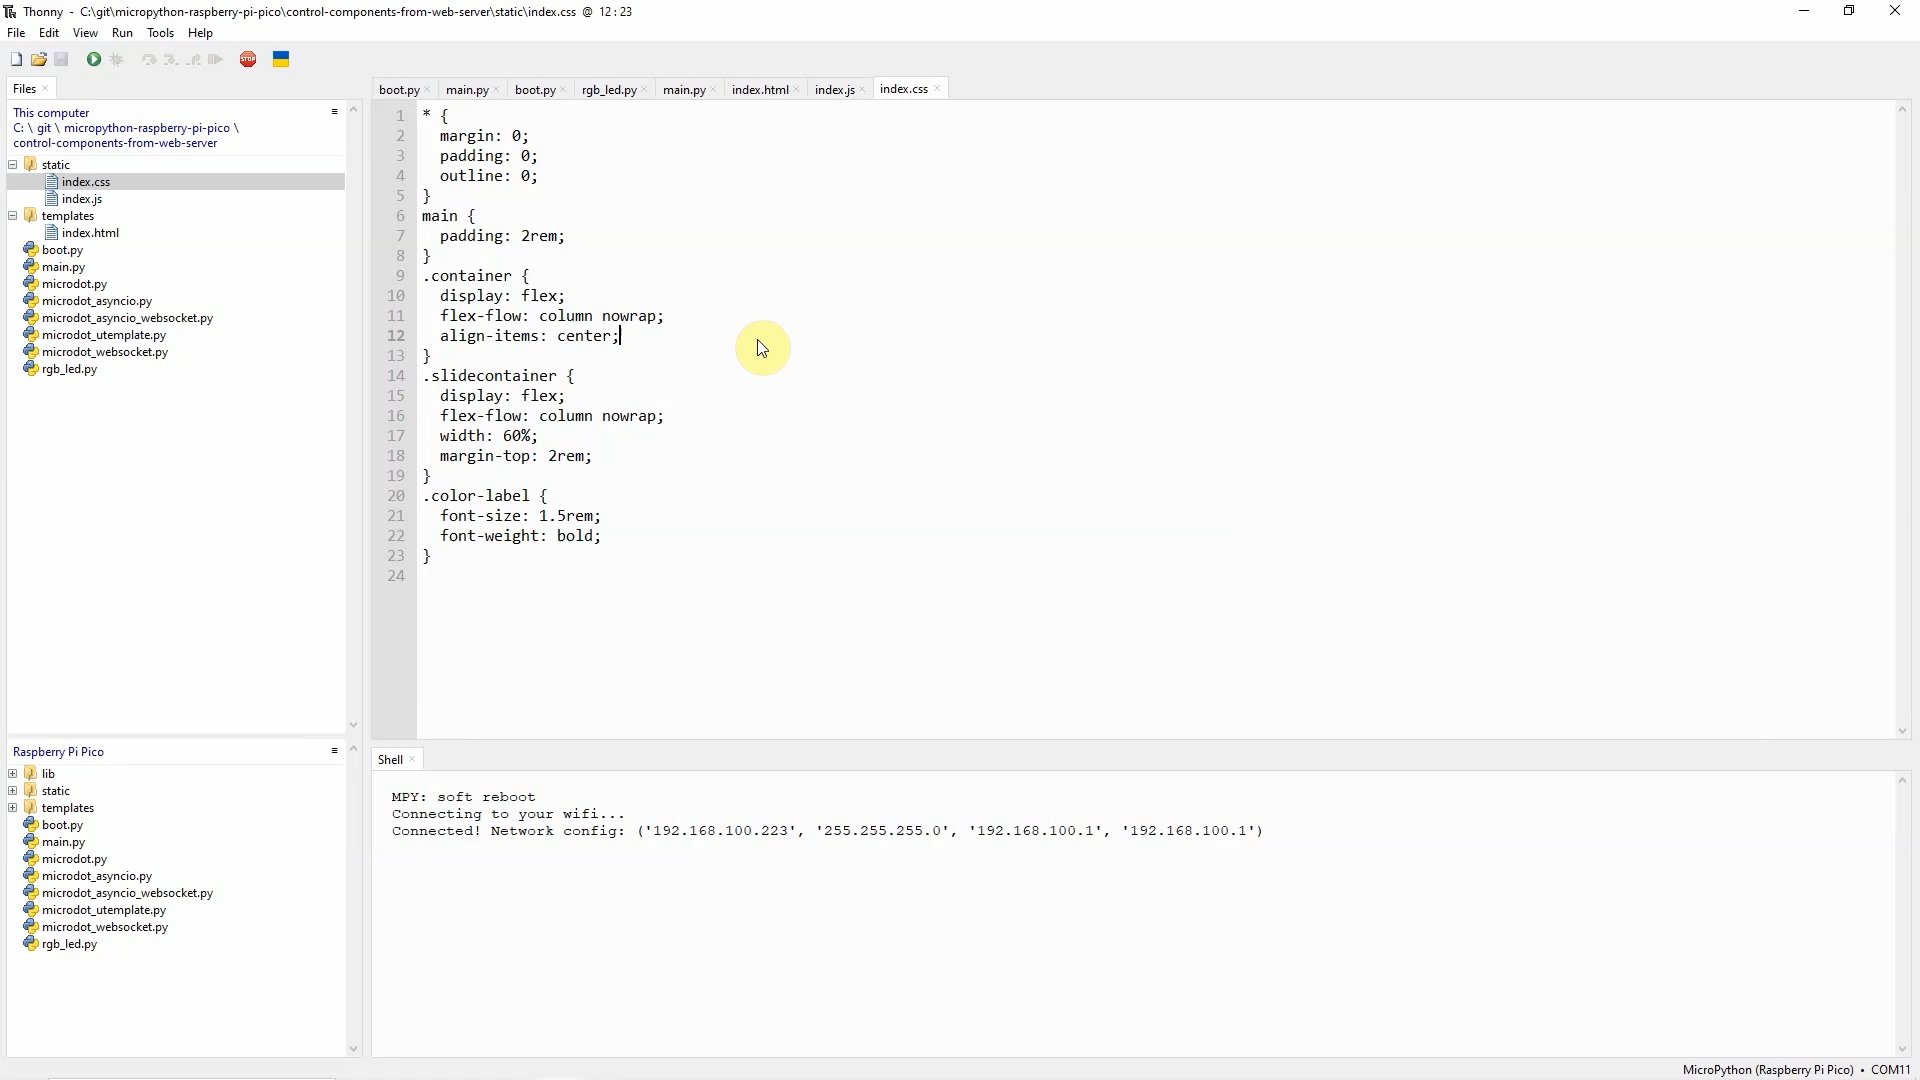 Thonny - C:\git\micropython-raspberry-pi-pico\control-components-from-web-server\static\index.css @ 12:23
File Edit View Run Tools Help
STOP
Files
boot.py main.py boot.py rgb_led.py main.py index.html index.js index.css
This computer
C: \ git \ micropython-raspberry-pi-pico \
control-components-from-web-server
static
index.css
index.js
templates
index.html
boot.py
main.py
microdot.py
microdot_asyncio.py
microdot_asyncio_websocket.py
microdot_utemplate.py
microdot_websocket.py
rgb_led.py
1 * {
2 margin: 0;
3 padding: 0;
4 outline: 0;
5 }
6 main {
7 padding: 2rem;
8 }
9 .container {
10 display: flex;
11 flex-flow: column nowrap;
12 align-items: center;
13 }
14 .slidecontainer {
15 display: flex;
16 flex-flow: column nowrap;
17 width: 60%;
18 margin-top: 2rem;
19 }
20 .color-label {
21 font-size: 1.5rem;
22 font-weight: bold;
23 }
24
Raspberry Pi Pico
lib
static
templates
boot.py
main.py
microdot.py
microdot_asyncio.py
microdot_asyncio_websocket.py
microdot_utemplate.py
microdot_websocket.py
rgb_led.py
Shell
MPY: soft reboot
Connecting to your wifi...
Connected! Network config: ('192.168.100.223', '255.255.255.0', '192.168.100.1', '192.168.100.1')
MicroPython (Raspberry Pi Pico) • COM11